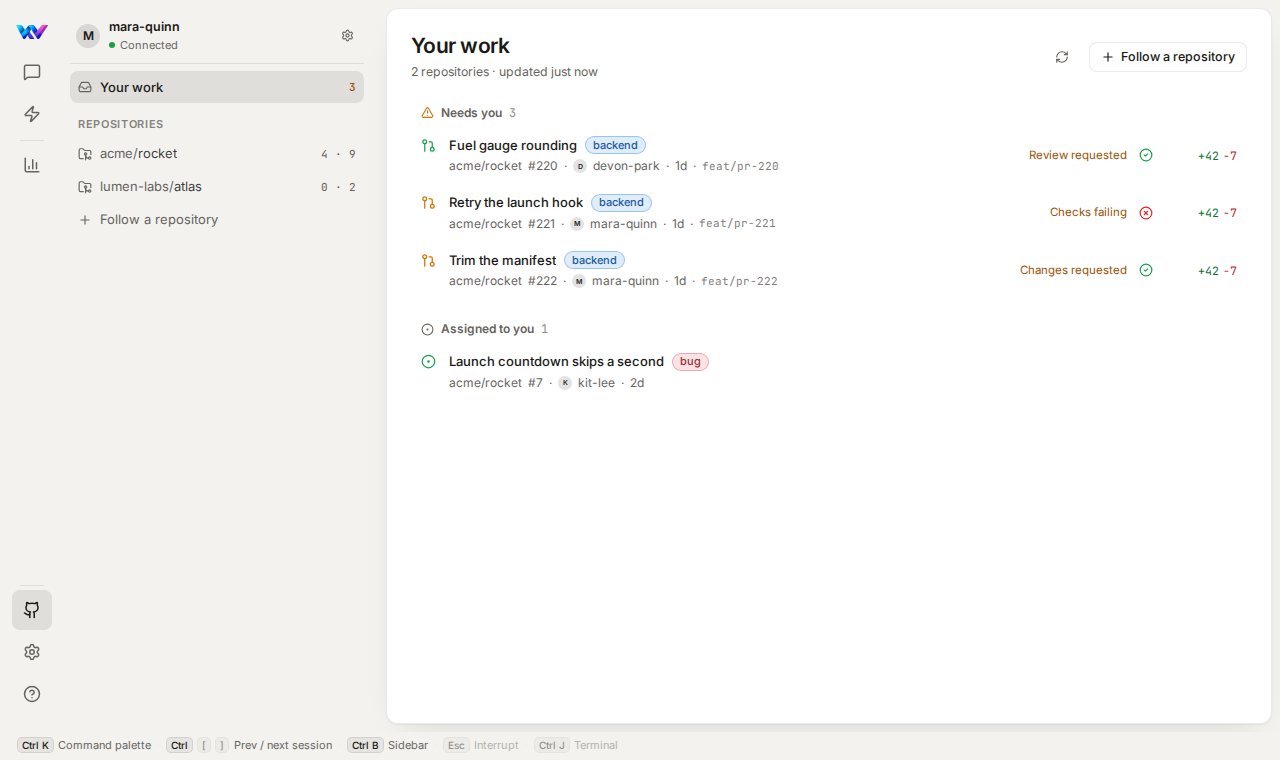 M
mara-quinn
Connected
Your work 3
REPOSITORIES
acme/rocket 4 · 9
lumen-labs/atlas 0 · 2
Follow a repository
Your work
2 repositories · updated just now
Follow a repository
Needs you 3
Fuel gauge rounding backend
acme/rocket #220 · D devon-park · 1d · feat/pr-220
Review requested +42 -7
Retry the launch hook backend
acme/rocket #221 · M mara-quinn · 1d · feat/pr-221
Checks failing +42 -7
Trim the manifest backend
acme/rocket #222 · M mara-quinn · 1d · feat/pr-222
Changes requested +42 -7
Assigned to you 1
Launch countdown skips a second bug
acme/rocket #7 · K kit-lee · 2d
Ctrl K Command palette Ctrl [ ] Prev / next session Ctrl B Sidebar Esc Interrupt Ctrl J Terminal